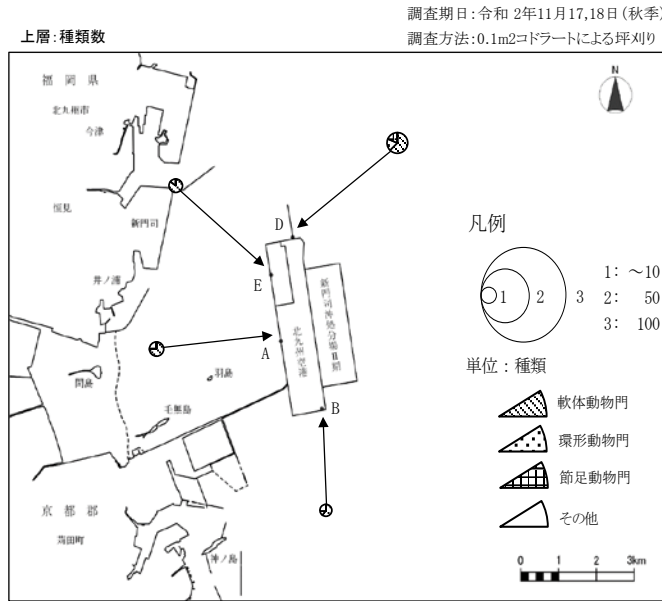 調査期日:令和 2年11月17,18日(秋季)
上層:種類数
調査方法:0.1m2コドラートによる坪刈り
福岡県
北九州市
今津
恒見
新門司
井ノ浦
間島
毛無島
羽島
京都郡
苅田町
神ノ島
D
E
A
B
北九州空港
新門司沖処分場Ⅱ期
N
凡例
1 2 3
1: ~10
2: 50
3: 100
単位:種類
軟体動物門
環形動物門
節足動物門
その他
0 1 2 3km